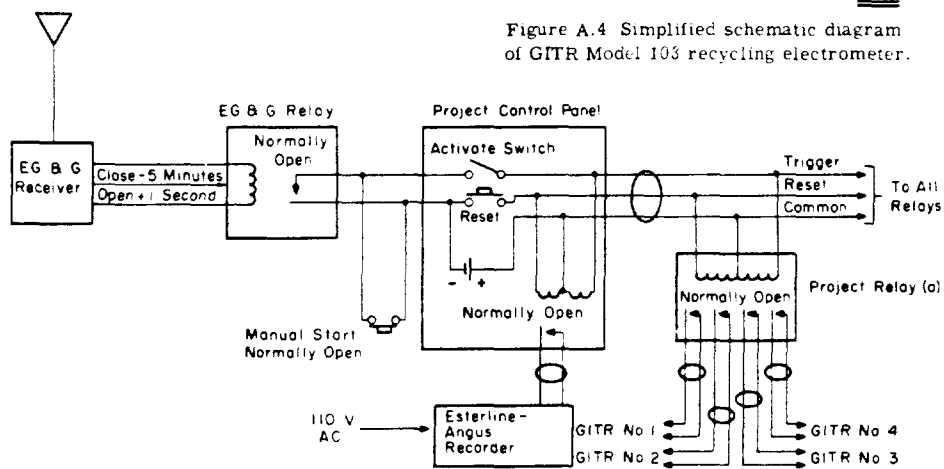 Figure A.4 Simplified schematic diagram
of GITR Model 103 recycling electrometer.
EG & G Relay
Project Control Panel
Normally
Open
Activate Switch
EG & G
Receiver
Close-5 Minutes
Open+1 Second
Reset
Trigger
Reset
Common
To All
Relays
- +
Normally Open
Manual Start
Normally Open
Normally Open
Project Relay (a)
110 V
AC
Esterline-
Angus
Recorder
GITR No 1
GITR No 2
GITR No 4
GITR No 3